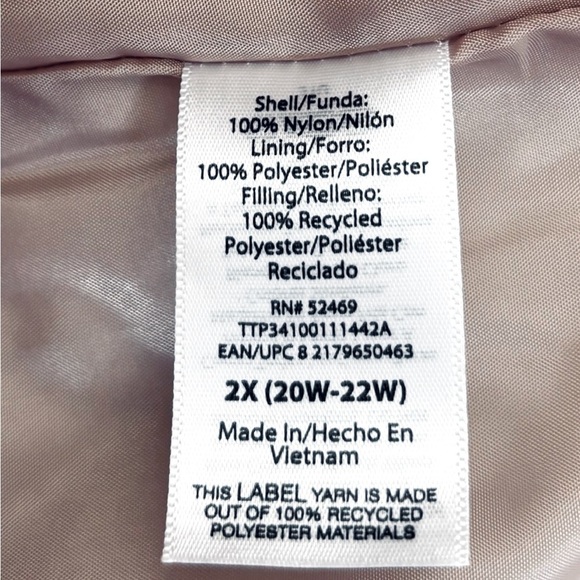 Shell/Funda:
100% Nylon/Nilón
Lining/Forro:
100% Polyester/Poliéster
Filling/Relleno:
100% Recycled
Polyester/Poliéster
Reciclado
RN# 52469
TTP34100111442A
EAN/UPC 8 2179650463
2X (20W-22W)
Made In/Hecho En
Vietnam
THIS LABEL YARN IS MADE
OUT OF 100% RECYCLED
POLYESTER MATERIALS